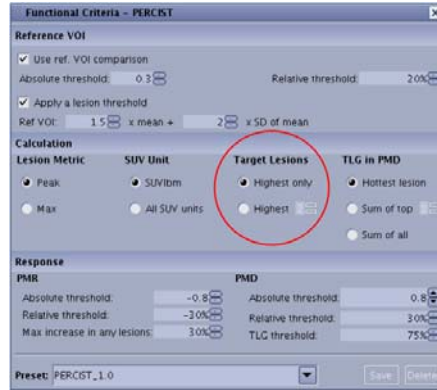 Functional Criteria - PERCIST
Reference VOI
Use ref. VOI comparison
Absolute threshold: 0.3 Relative threshold: 20%
Apply a lesion threshold
Ref VOI: 1.5 x mean + 2 x SD of mean
Calculation
Lesion Metric SUV Unit Target Lesions TLG in PMD
Peak SUVlbm Highest only Hottest lesion
Max All SUV units Highest Sum of top
Sum of all
Response
PMR PMD
Absolute threshold: -0.8 Absolute threshold: 0.8
Relative threshold: -30% Relative threshold: 30%
Max increase in any lesions: 30% TLG threshold: 75%
Preset: PERCIST_1.0 Save Delete